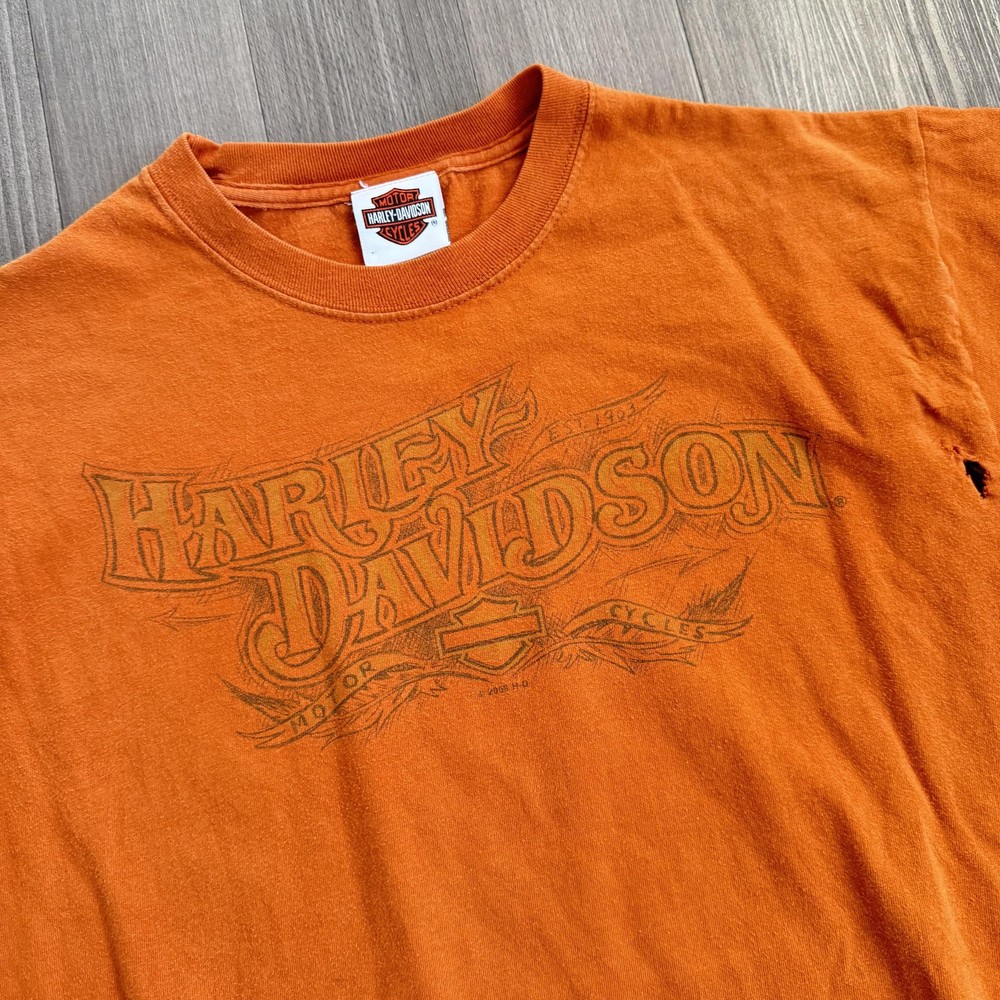 MOTOR
HARLEY-DAVIDSON
CYCLES
®
EST. 1903
HARLEY-
DAVIDSON®
MOTOR
CYCLES
H-D